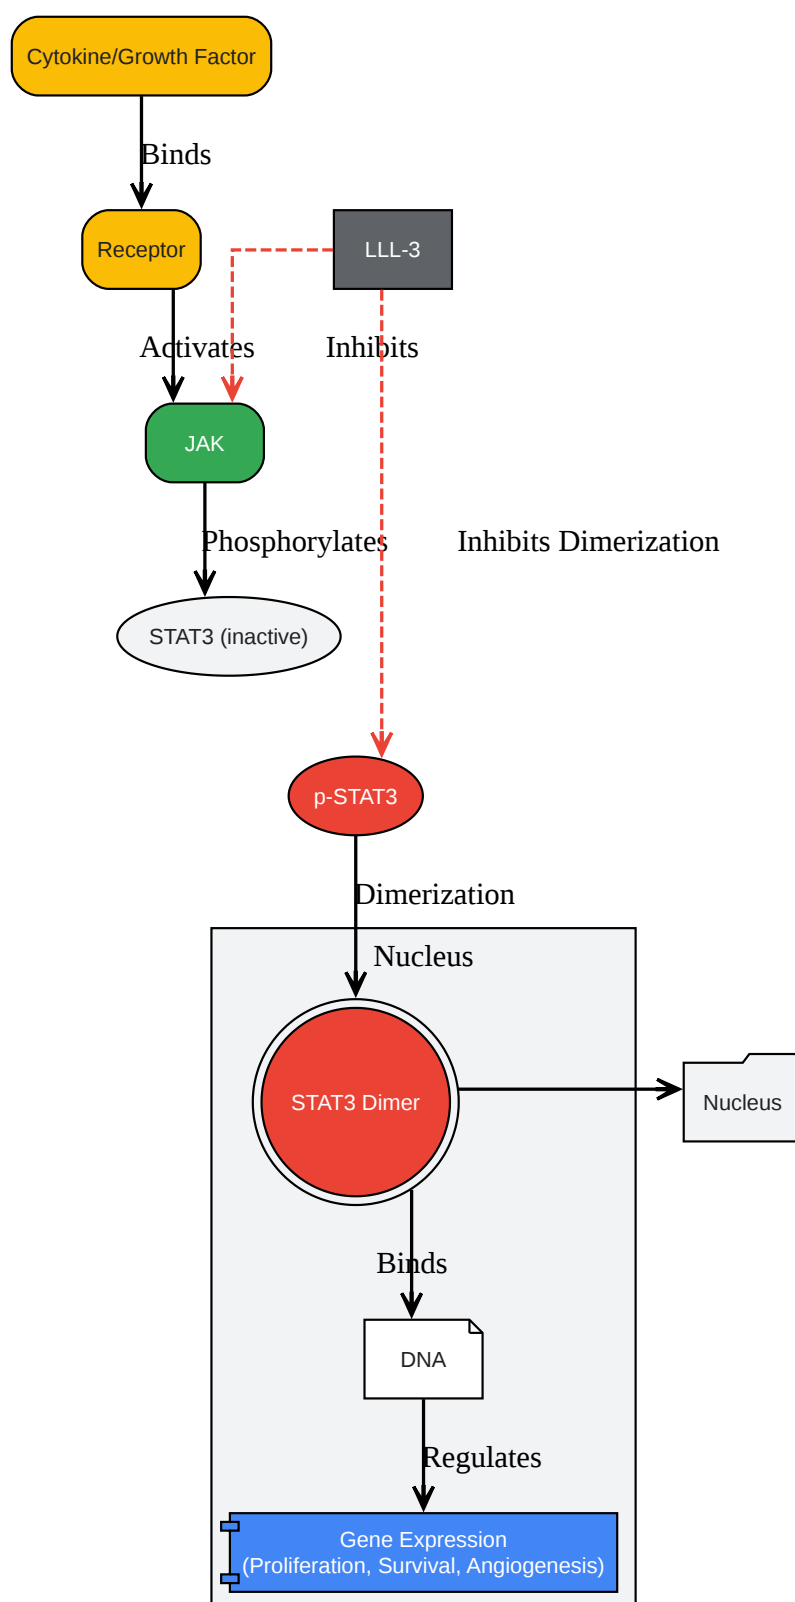 Cytokine/Growth Factor
Binds
Receptor
LLL-3
Activates
Inhibits
JAK
Phosphorylates
Inhibits Dimerization
STAT3 (inactive)
p-STAT3
Dimerization
Nucleus
STAT3 Dimer
Nucleus
Binds
DNA
Regulates
Gene Expression
(Proliferation, Survival, Angiogenesis)